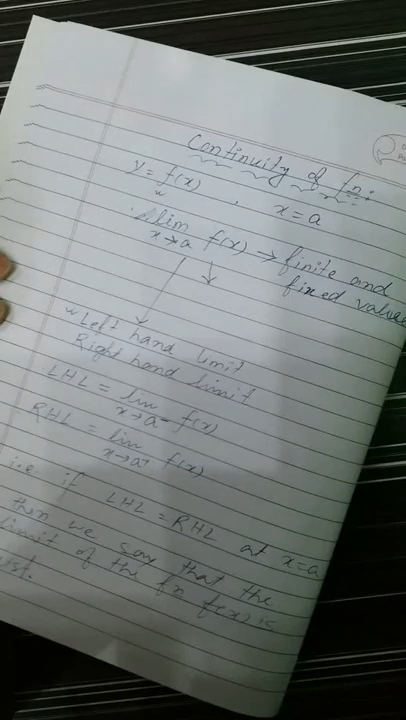 Continuity of fn:
y = f(x) , x = a
lim x→a f(x) → finite and
fixed value
Left hand limit
Right hand limit
LHL = lim x→a⁻ f(x)
RHL = lim x→a⁺ f(x)
i.e if LHL = RHL at x=a
then we say that the
limit of the fn f(x) is